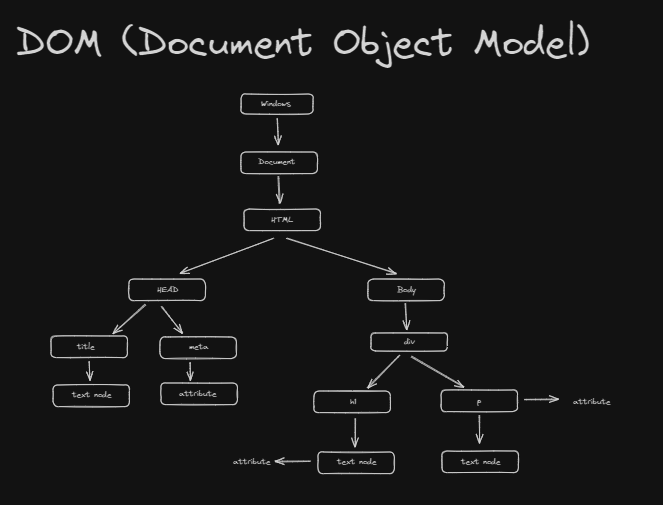 DOM (Document Object Model)
Windows
Document
HTML
HEAD
Body
title
meta
div
text node
attribute
h1
p
attribute
attribute
text node
text node